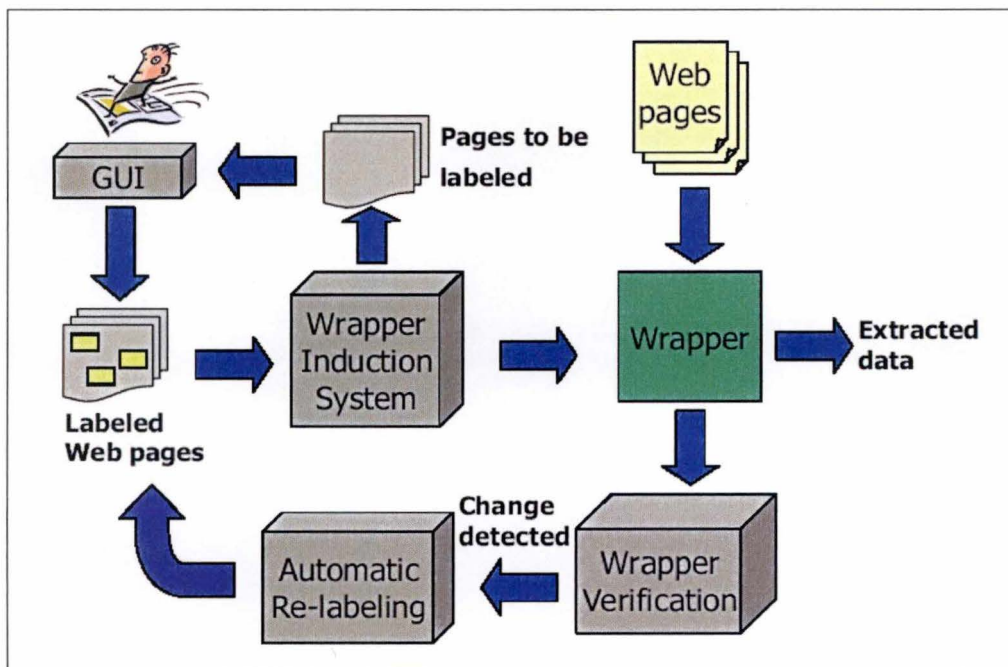 Web
pages
Pages to be
labeled
GUI
Wrapper
Induction
System
Wrapper
Extracted
data
Labeled
Web pages
Change
detected
Automatic
Re-labeling
Wrapper
Verification